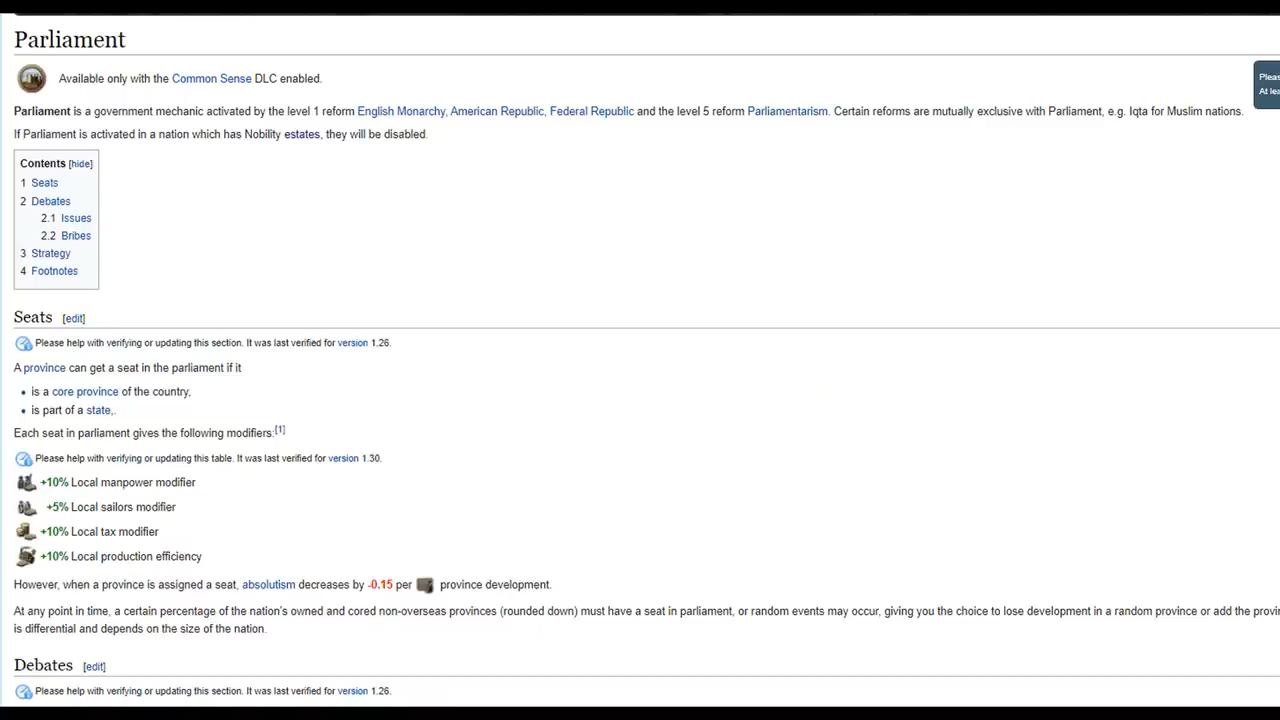 Parliament
Available only with the Common Sense DLC enabled.
Pleas
At lea
Parliament is a government mechanic activated by the level 1 reform English Monarchy, American Republic, Federal Republic and the level 5 reform Parliamentarism. Certain reforms are mutually exclusive with Parliament, e.g. Iqta for Muslim nations.
If Parliament is activated in a nation which has Nobility estates, they will be disabled.
Contents [hide]
1 Seats
2 Debates
2.1 Issues
2.2 Bribes
3 Strategy
4 Footnotes
Seats [edit]
Please help with verifying or updating this section. It was last verified for version 1.26.
A province can get a seat in the parliament if it
• is a core province of the country,
• is part of a state,.
Each seat in parliament gives the following modifiers:[1]
Please help with verifying or updating this table. It was last verified for version 1.30.
+10% Local manpower modifier
+5% Local sailors modifier
+10% Local tax modifier
+10% Local production efficiency
However, when a province is assigned a seat, absolutism decreases by -0.15 per province development.
At any point in time, a certain percentage of the nation's owned and cored non-overseas provinces (rounded down) must have a seat in parliament, or random events may occur, giving you the choice to lose development in a random province or add the provin
is differential and depends on the size of the nation.
Debates [edit]
Please help with verifying or updating this section. It was last verified for version 1.26.